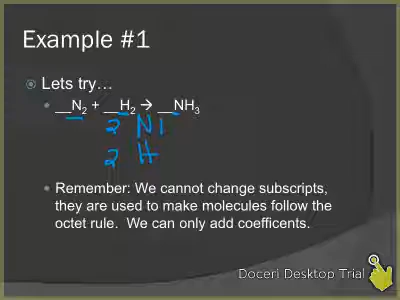 Example #1
Lets try…
__N₂ + __H₂ → __NH₃
2 N 1
2 H
Remember: We cannot change subscripts,
they are used to make molecules follow the
octet rule. We can only add coefficents.
Doceri Desktop Trial